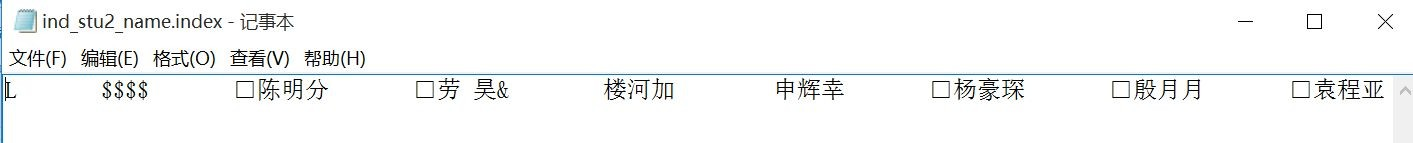 ind_stu2_name.index - 记事本
文件(F) 编辑(E) 格式(O) 查看(V) 帮助(H)
L $$$$ □陈明分 □劳 昊& 楼河加 申辉幸 □杨豪琛 □殷月月 □袁程亚